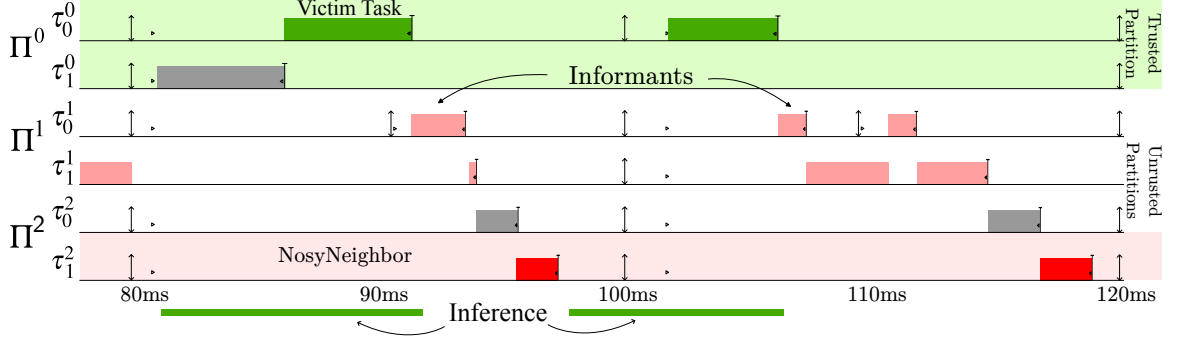 Victim Task
Π⁰ τ₀⁰
τ₁⁰
Trusted
Partition
Informants
Π¹ τ₀¹
τ₁¹
Unrusted
Partitions
Π² τ₀²
τ₁²
NosyNeighbor
80ms 90ms 100ms 110ms 120ms
Inference